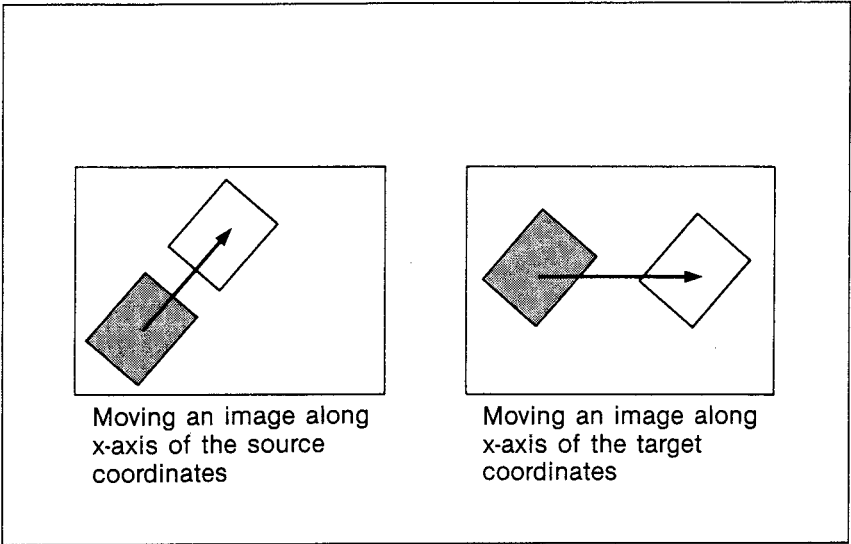 Moving an image along
x-axis of the source
coordinates
Moving an image along
x-axis of the target
coordinates